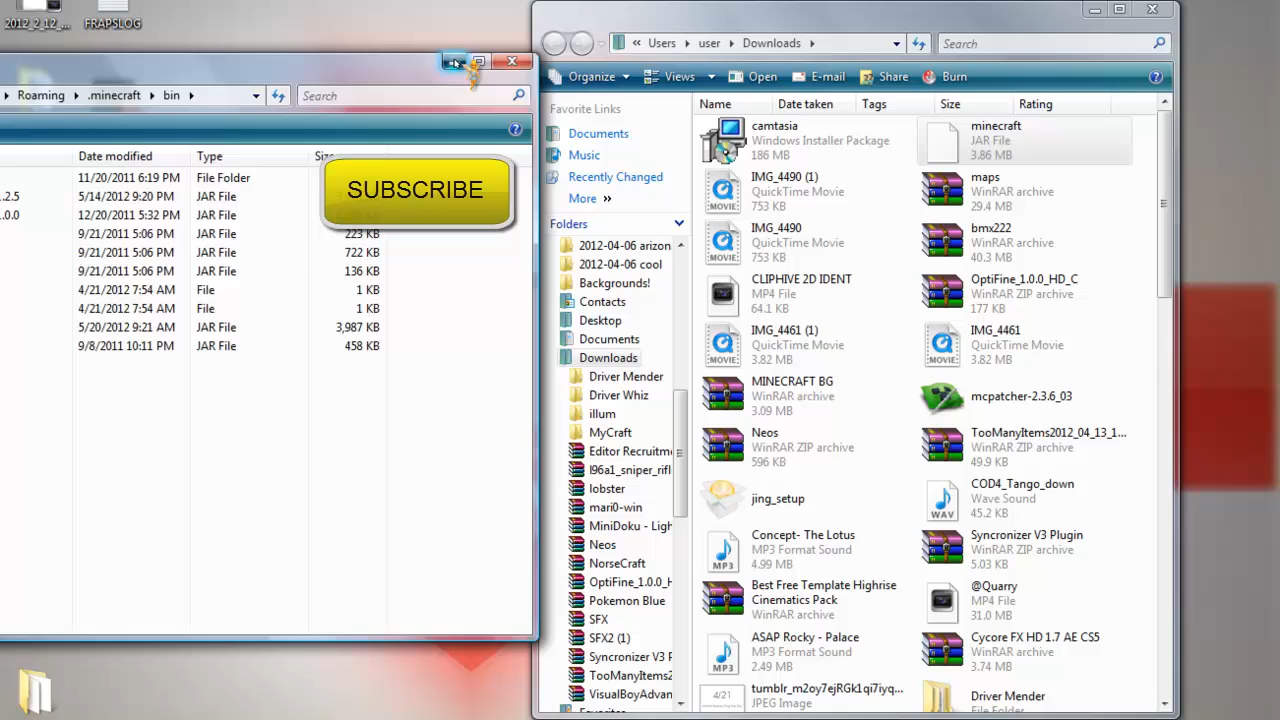 2012_2_12_...
FRAPSLOG
Roaming
.minecraft
bin
Search
Date modified
Type
11/20/2011 6:19 PM
File Folder
.2.5
5/14/2012 9:20 PM
JAR File
.0.0
12/20/2011 5:32 PM
JAR File
9/21/2011 5:06 PM
JAR File
223 KB
9/21/2011 5:06 PM
JAR File
722 KB
9/21/2011 5:06 PM
JAR File
136 KB
4/21/2012 7:54 AM
File
1 KB
4/21/2012 7:54 AM
File
1 KB
5/20/2012 9:21 AM
JAR File
3,987 KB
9/8/2011 10:11 PM
JAR File
458 KB
SUBSCRIBE
Users
user
Downloads
Search
Organize
Views
Open
E-mail
Share
Burn
Favorite Links
Documents
Music
Recently Changed
More
Folders
2012-04-06 arizon
2012-04-06 cool
Backgrounds!
Contacts
Desktop
Documents
Downloads
Driver Mender
Driver Whiz
illum
MyCraft
Editor Recruitm
l96a1_sniper_rifl
lobster
mari0-win
MiniDoku - Ligh
Neos
NorseCraft
OptiFine_1.0.0_H
Pokemon Blue
SFX
SFX2 (1)
Syncronizer V3 P
TooManyItems2
VisualBoyAdvan
Name
Date taken
Tags
Size
Rating
camtasia
Windows Installer Package
186 MB
minecraft
JAR File
3.86 MB
IMG_4490 (1)
QuickTime Movie
753 KB
maps
WinRAR archive
29.4 MB
IMG_4490
QuickTime Movie
753 KB
bmx222
WinRAR archive
40.3 MB
CLIPHIVE 2D IDENT
MP4 File
64.1 KB
OptiFine_1.0.0_HD_C
WinRAR ZIP archive
177 KB
IMG_4461 (1)
QuickTime Movie
3.82 MB
IMG_4461
QuickTime Movie
3.82 MB
MINECRAFT BG
WinRAR archive
3.09 MB
mcpatcher-2.3.6_03
Neos
WinRAR ZIP archive
596 KB
TooManyItems2012_04_13_1...
WinRAR ZIP archive
49.9 KB
jing_setup
COD4_Tango_down
Wave Sound
45.2 KB
Concept- The Lotus
MP3 Format Sound
4.99 MB
Syncronizer V3 Plugin
WinRAR ZIP archive
5.03 KB
Best Free Template Highrise
Cinematics Pack
WinRAR archive
@Quarry
MP4 File
31.0 MB
ASAP Rocky - Palace
MP3 Format Sound
2.49 MB
Cycore FX HD 1.7 AE CS5
WinRAR archive
3.74 MB
4/21
tumblr_m2oy7ejRGk1qi7iyq...
JPEG Image
Driver Mender